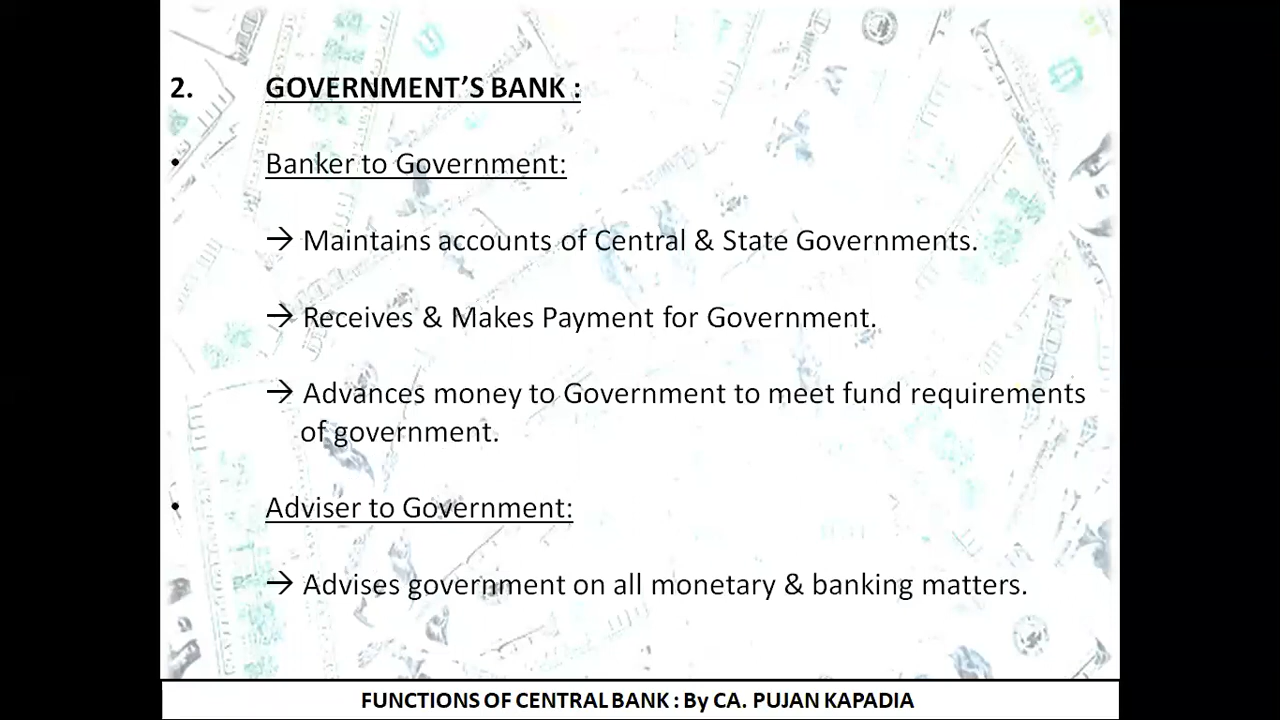 2. GOVERNMENT’S BANK :
• Banker to Government:
→ Maintains accounts of Central & State Governments.
→ Receives & Makes Payment for Government.
→ Advances money to Government to meet fund requirements
of government.
• Adviser to Government:
→ Advises government on all monetary & banking matters.
FUNCTIONS OF CENTRAL BANK : By CA. PUJAN KAPADIA